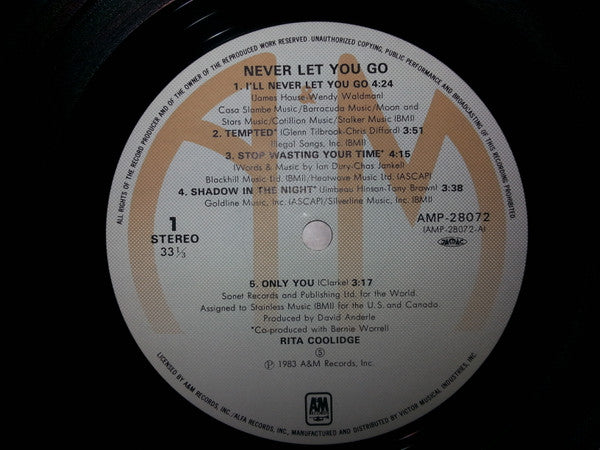 ALL RIGHTS OF THE RECORD PRODUCER AND OF THE OWNER OF THE REPRODUCED WORK RESERVED. UNAUTHORIZED COPYING, PUBLIC PERFORMANCE AND BROADCASTING OF THIS RECORD PROHIBITED.
NEVER LET YOU GO
1. I'LL NEVER LET YOU GO 4:24
(James House-Wendy Waldman)
Casa Slambe Music/Barracuda Music/Moon and
Stars Music/Cotillion Music/Stalker Music (BMI)
2. TEMPTED* (Glenn Tilbrook-Chris Difford) 3:51
Illegal Songs, Inc. (BMI)
3. STOP WASTING YOUR TIME* 4:15
(Words & Music by Ian Dury-Chas Jankel)
Blackhill Music Ltd. (BMI)/Heatwave Music Ltd. (ASCAP)
4. SHADOW IN THE NIGHT* (Jimbeau Hinson-Tony Brown) 3:38
Goldline Music, Inc. (ASCAP)/Silverline Music, Inc. (BMI)
1
STEREO
33 1/3
AMP-28072
(AMP-28072-A)
JASRAC
5. ONLY YOU (Clarke) 3:17
Sonet Records and Publishing Ltd. for the World.
Assigned to Stainless Music (BMI) for the U.S. and Canada
Produced by David Anderle
*Co-produced with Bernie Worrell
RITA COOLIDGE
Ⓢ
℗ 1983 A&M Records, Inc.
A&M
RECORDS
LICENSED BY A&M RECORDS, INC./ALFA RECORDS, INC., MANUFACTURED AND DISTRIBUTED BY VICTOR MUSICAL INDUSTRIES, INC.